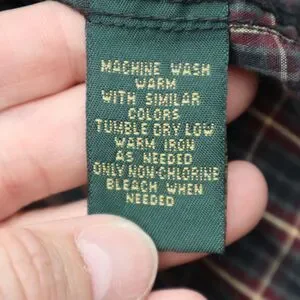 MACHINE WASH
WARM
WITH SIMILAR
COLORS
TUMBLE DRY LOW
WARM IRON
AS NEEDED
ONLY NON-CHLORINE
BLEACH WHEN
NEEDED